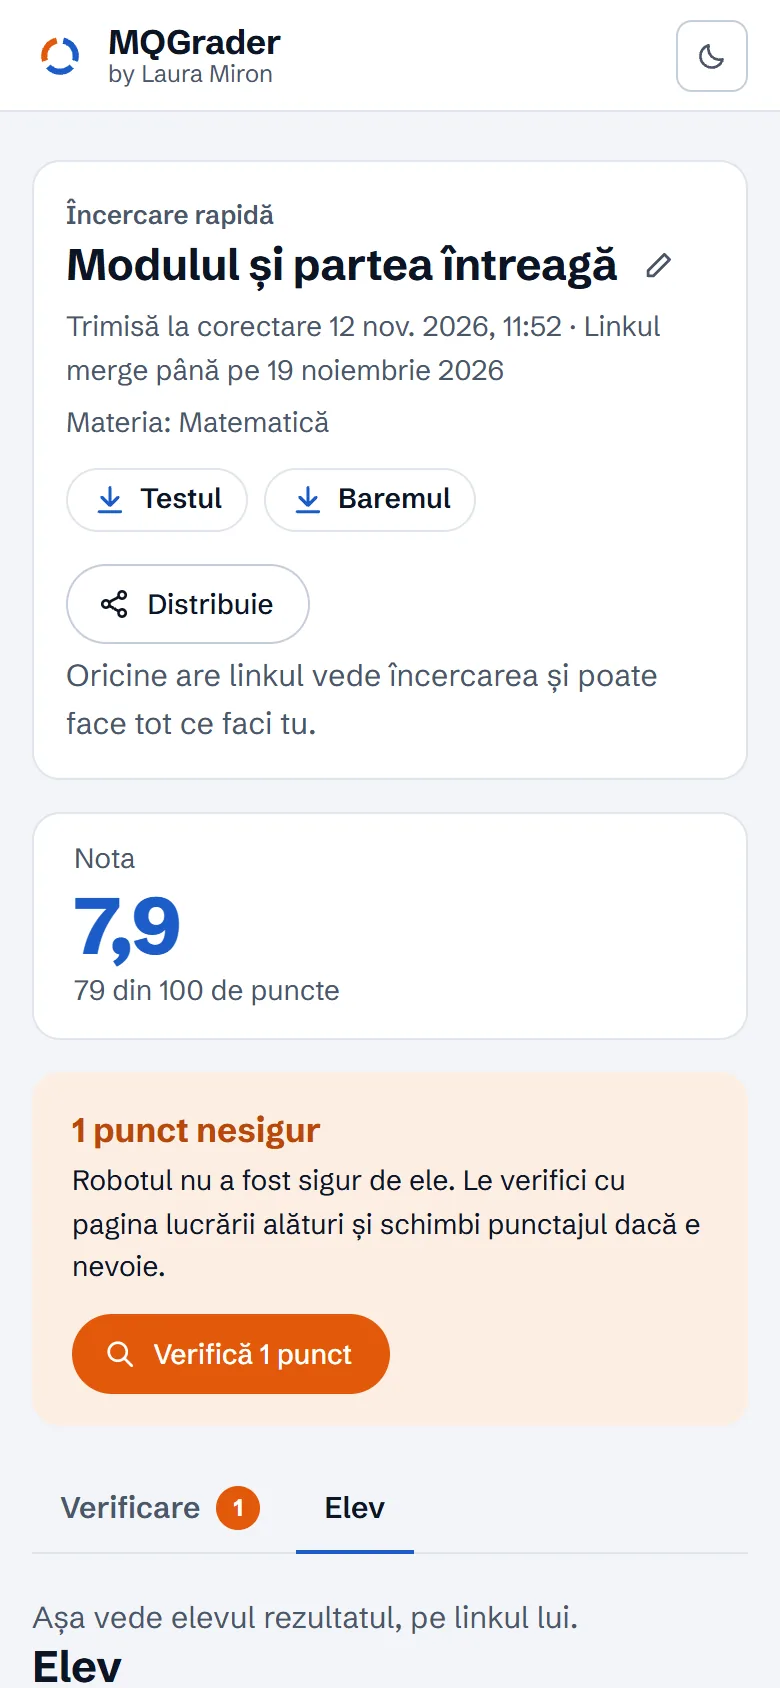 MQGrader
by Laura Miron
Încercare rapidă
Modulul și partea întreagă
Trimisă la corectare 12 nov. 2026, 11:52 · Linkul
merge până pe 19 noiembrie 2026
Materia: Matematică
Testul
Baremul
Distribuie
Oricine are linkul vede încercarea și poate
face tot ce faci tu.
Nota
7,9
79 din 100 de puncte
1 punct nesigur
Robotul nu a fost sigur de ele. Le verifici cu
pagina lucrării alături și schimbi punctajul dacă e
nevoie.
Verifică 1 punct
Verificare 1
Elev
Așa vede elevul rezultatul, pe linkul lui.
Elev